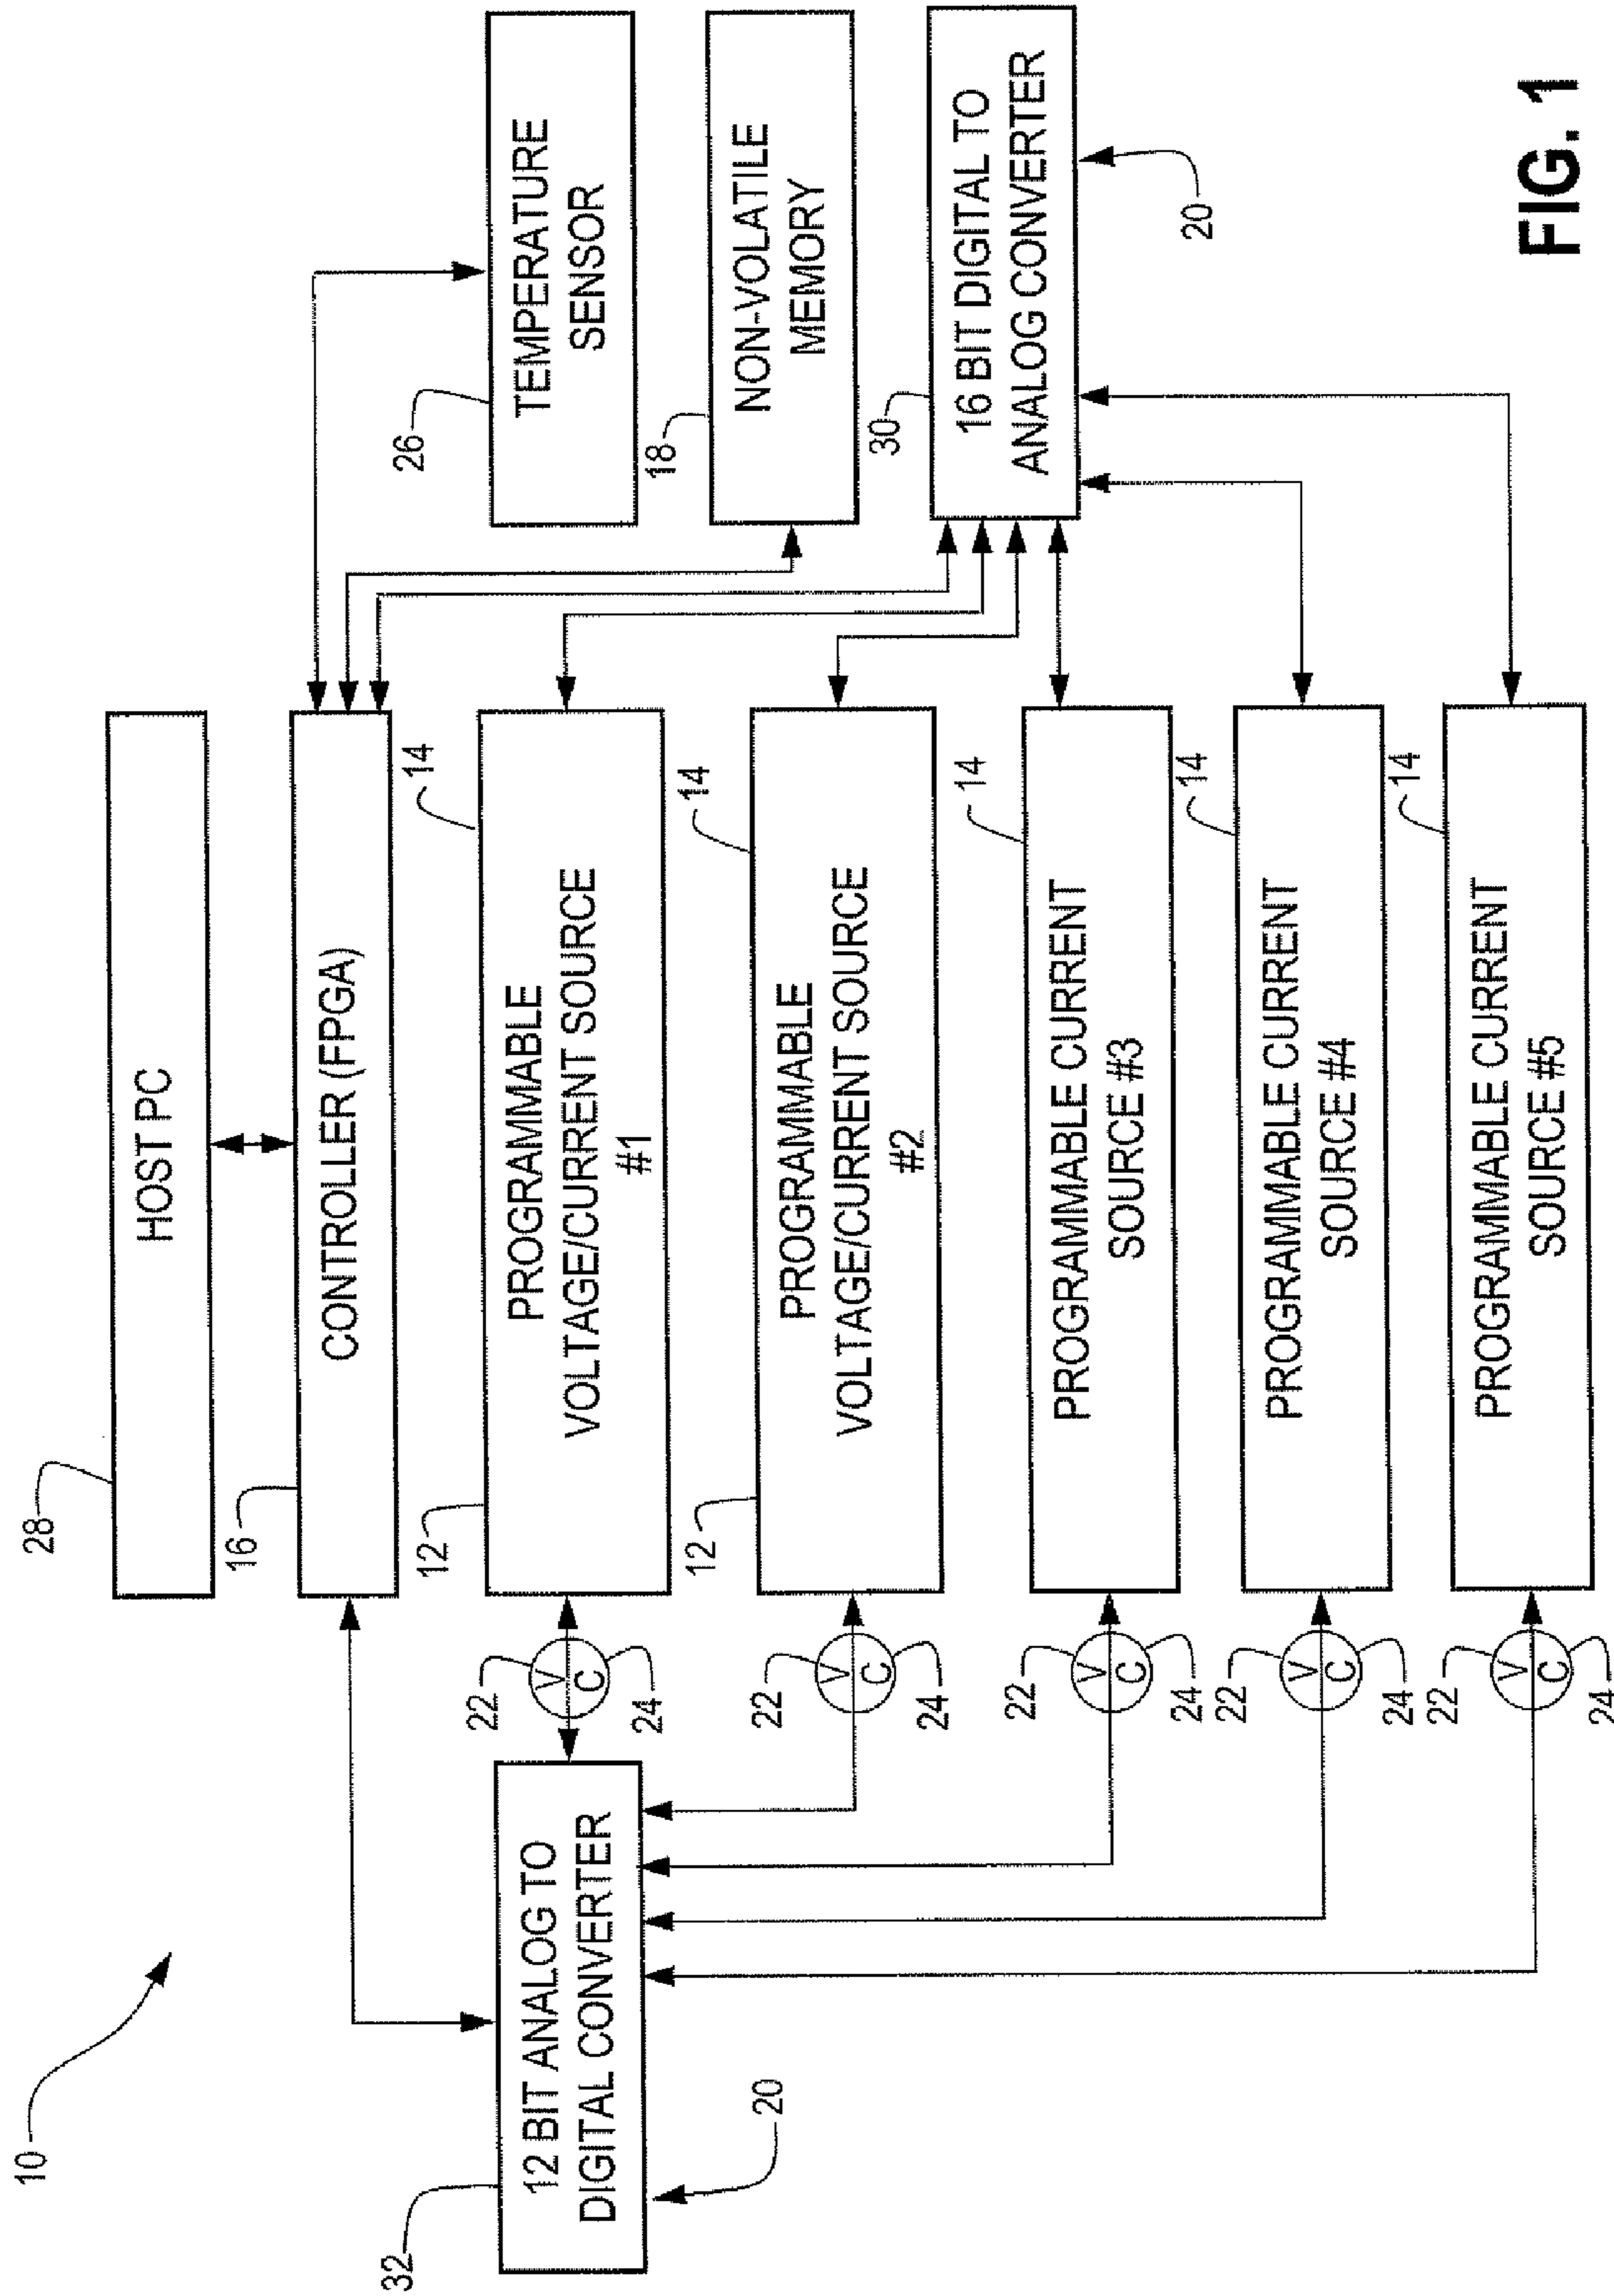 10
28
HOST PC
16
CONTROLLER (FPGA)
14
12
PROGRAMMABLE
VOLTAGE/CURRENT SOURCE
#1
14
12
PROGRAMMABLE
VOLTAGE/CURRENT SOURCE
#2
14
PROGRAMMABLE CURRENT
SOURCE #3
14
PROGRAMMABLE CURRENT
SOURCE #4
14
PROGRAMMABLE CURRENT
SOURCE #5
22
V
C
24
22
V
C
24
22
V
C
24
22
V
C
24
22
V
C
24
32
12 BIT ANALOG TO
DIGITAL CONVERTER
20
26
TEMPERATURE
SENSOR
18
NON-VOLATILE
MEMORY
30
16 BIT DIGITAL TO
ANALOG CONVERTER
20
FIG. 1